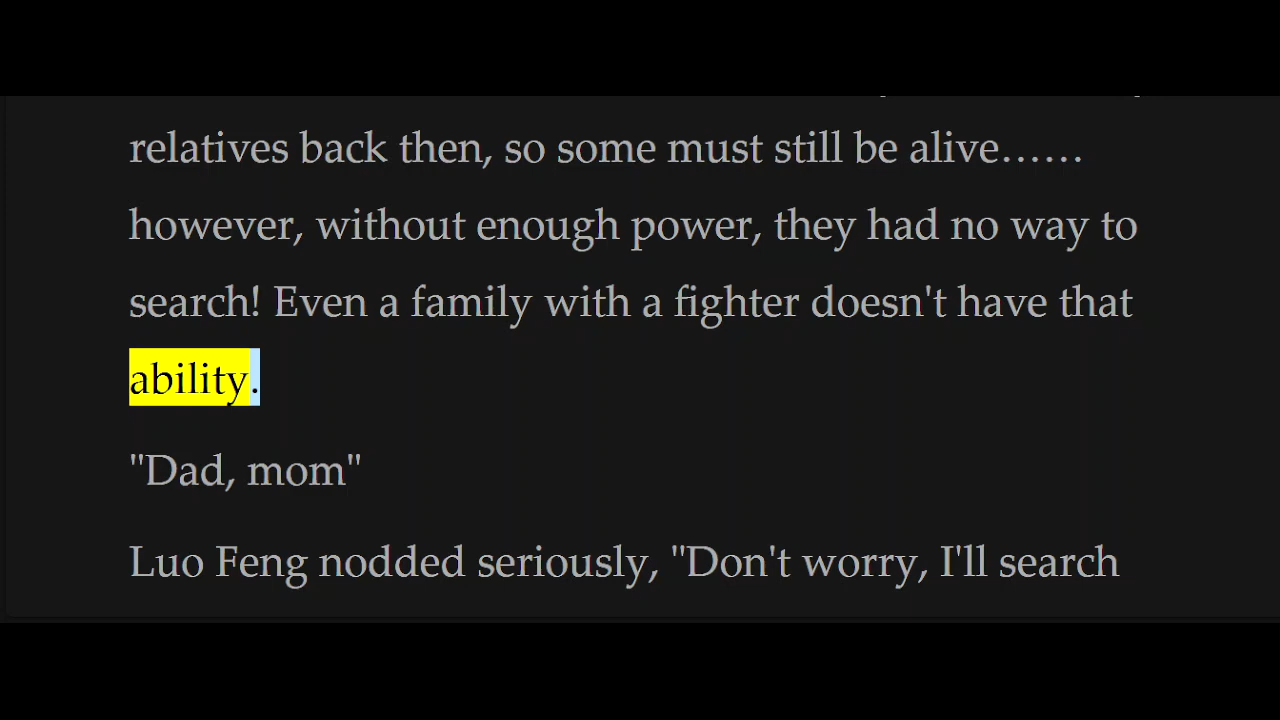 relatives back then, so some must still be alive……
however, without enough power, they had no way to
search! Even a family with a fighter doesn't have that
ability.
"Dad, mom"
Luo Feng nodded seriously, "Don't worry, I'll search